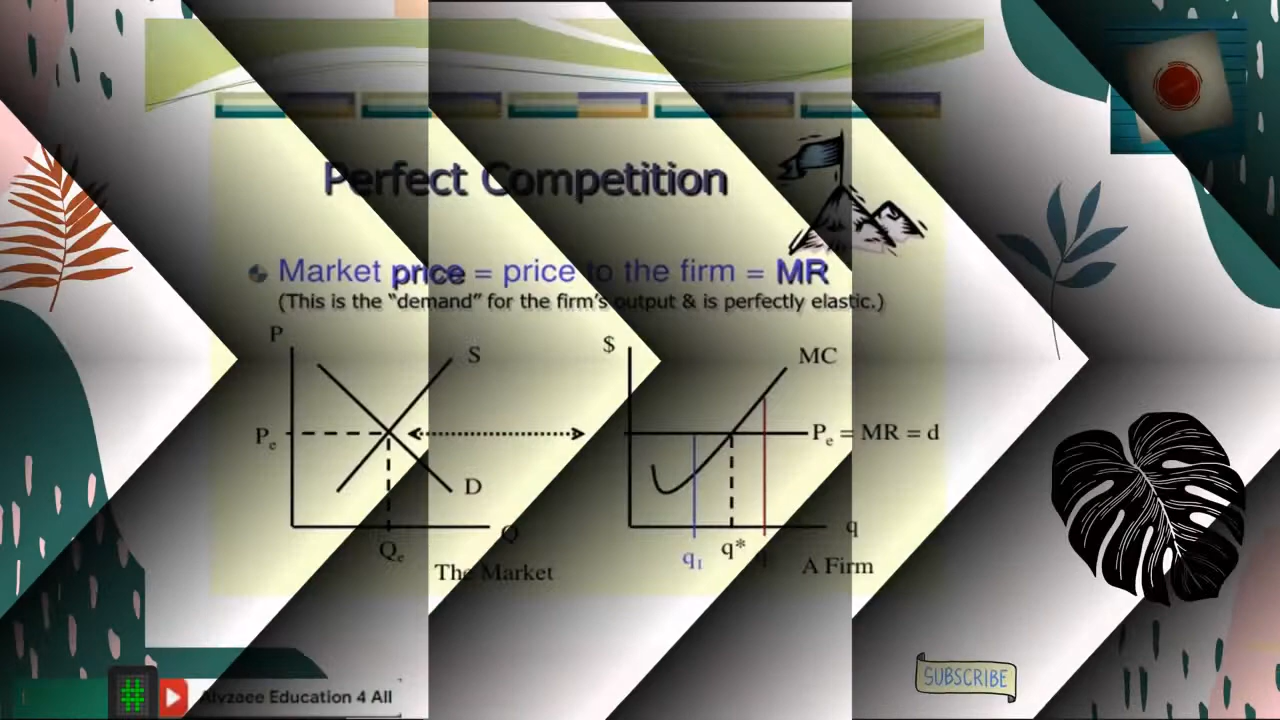 Perfect Competition
Market price = price to the firm = MR
(This is the “demand” for the firm’s output & is perfectly elastic.)
P
S
Pe
D
Q
Qe
The Market
$
MC
Pe = MR = d
q
q1
q*
A Firm
Education 4 All
SUBSCRIBE